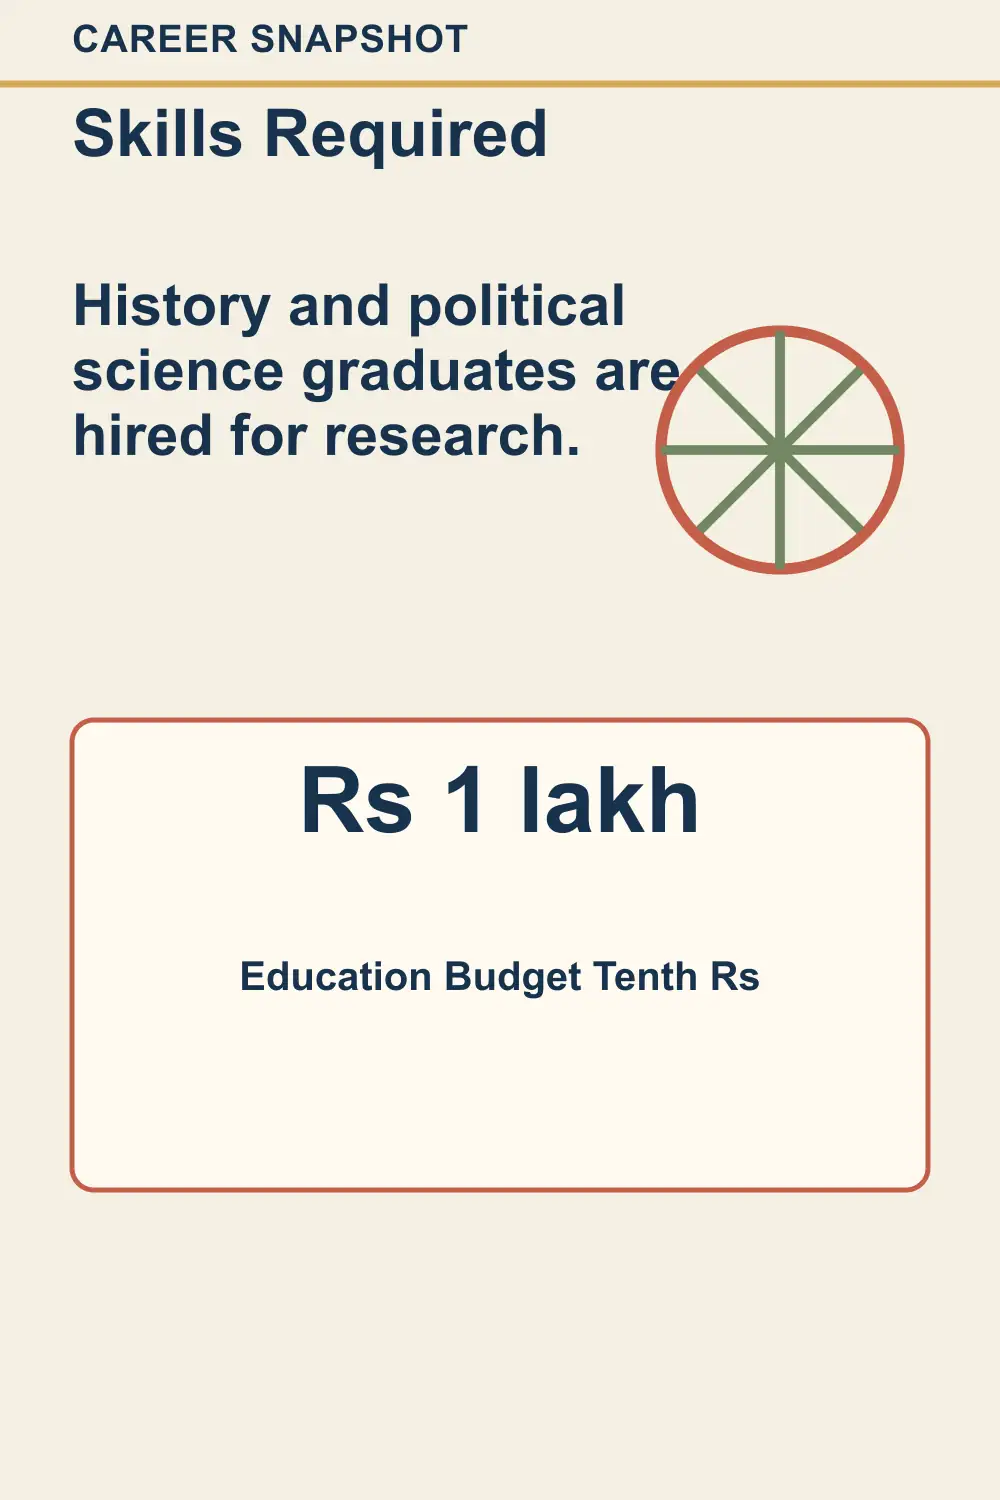 CAREER SNAPSHOT
Skills Required
History and political
science graduates are
hired for research.
Rs 1 lakh
Education Budget Tenth Rs